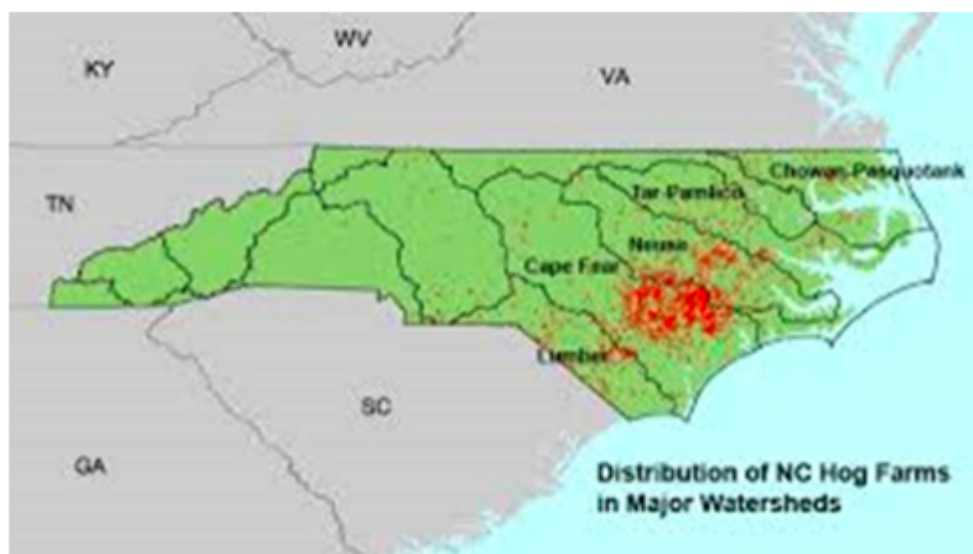 WV
KY
VA
Chowan-Pasquotank
TN
Tar-Pamlico
Neuse
Cape Fear
Lumber
SC
GA
Distribution of NC Hog Farms
in Major Watersheds